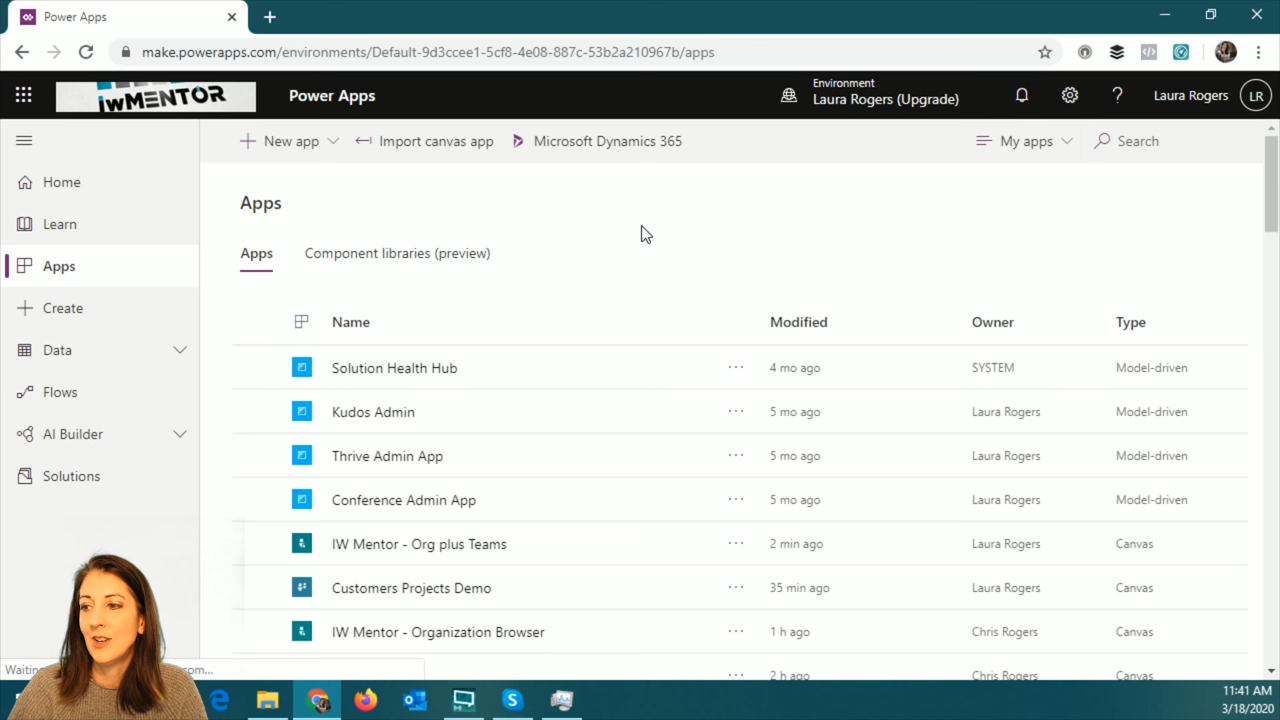 Power Apps
make.powerapps.com/environments/Default-9d3ccee1-5cf8-4e08-887c-53b2a210967b/apps
iwMENTOR
Power Apps
Environment
Laura Rogers (Upgrade)
Laura Rogers
LR
New app
Import canvas app
Microsoft Dynamics 365
My apps
Search
Home
Learn
Apps
Create
Data
Flows
AI Builder
Solutions
Apps
Apps
Component libraries (preview)
Name Modified Owner Type
Solution Health Hub ... 4 mo ago SYSTEM Model-driven
Kudos Admin ... 5 mo ago Laura Rogers Model-driven
Thrive Admin App ... 5 mo ago Laura Rogers Model-driven
Conference Admin App ... 5 mo ago Laura Rogers Model-driven
IW Mentor - Org plus Teams ... 2 min ago Laura Rogers Canvas
Customers Projects Demo ... 35 min ago Laura Rogers Canvas
IW Mentor - Organization Browser ... 1 h ago Chris Rogers Canvas
2 h ago Chris Rogers Canvas
11:41 AM
3/18/2020